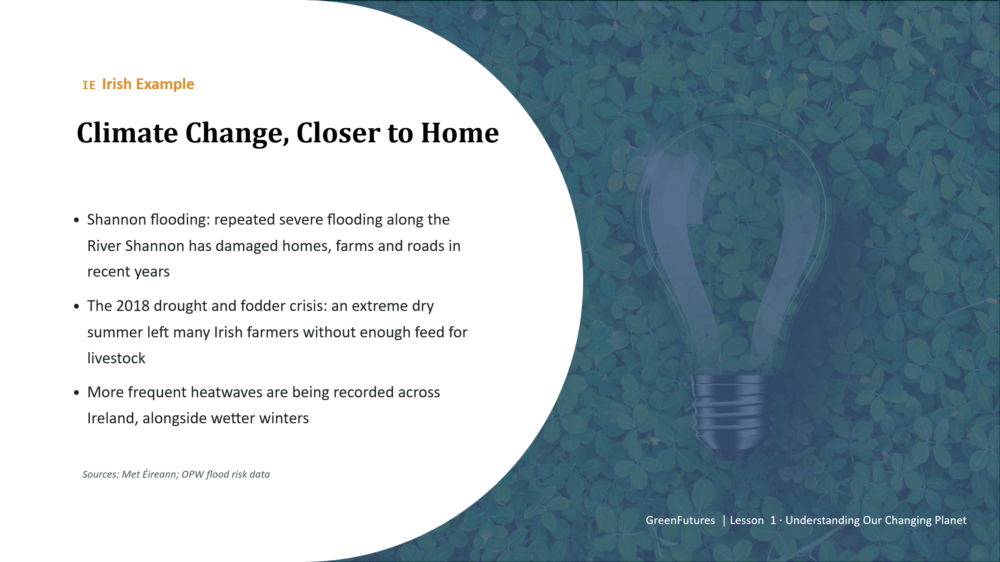 IE Irish Example
Climate Change, Closer to Home
• Shannon flooding: repeated severe flooding along the
River Shannon has damaged homes, farms and roads in
recent years
• The 2018 drought and fodder crisis: an extreme dry
summer left many Irish farmers without enough feed for
livestock
• More frequent heatwaves are being recorded across
Ireland, alongside wetter winters
Sources: Met Éireann; OPW flood risk data
GreenFutures | Lesson 1 · Understanding Our Changing Planet